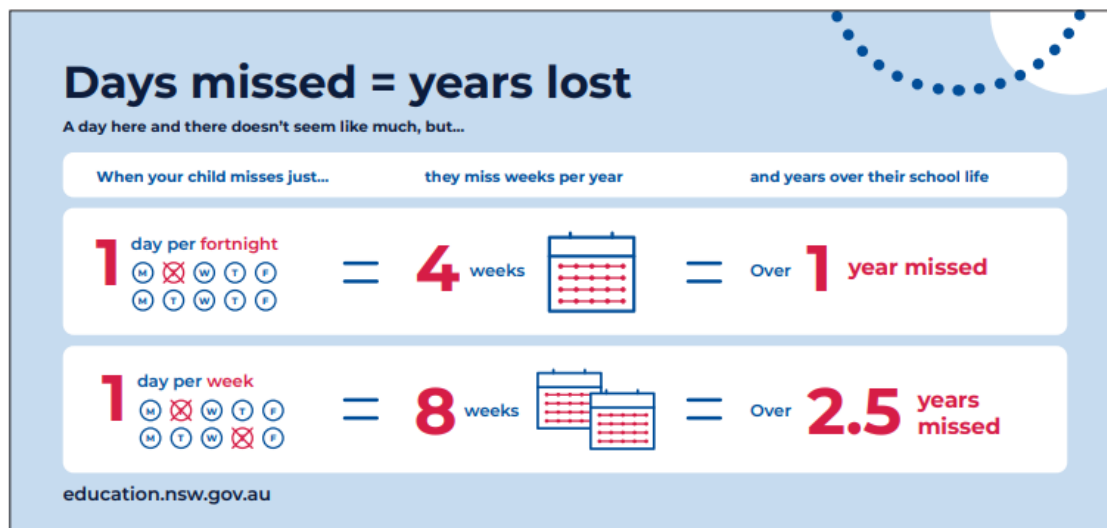 Days missed = years lost
A day here and there doesn’t seem like much, but...
When your child misses just... they miss weeks per year and years over their school life
1 day per fortnight = 4 weeks = Over 1 year missed
M T W T F
M T W T F
1 day per week = 8 weeks = Over 2.5 years missed
M T W T F
M T W T F
education.nsw.gov.au